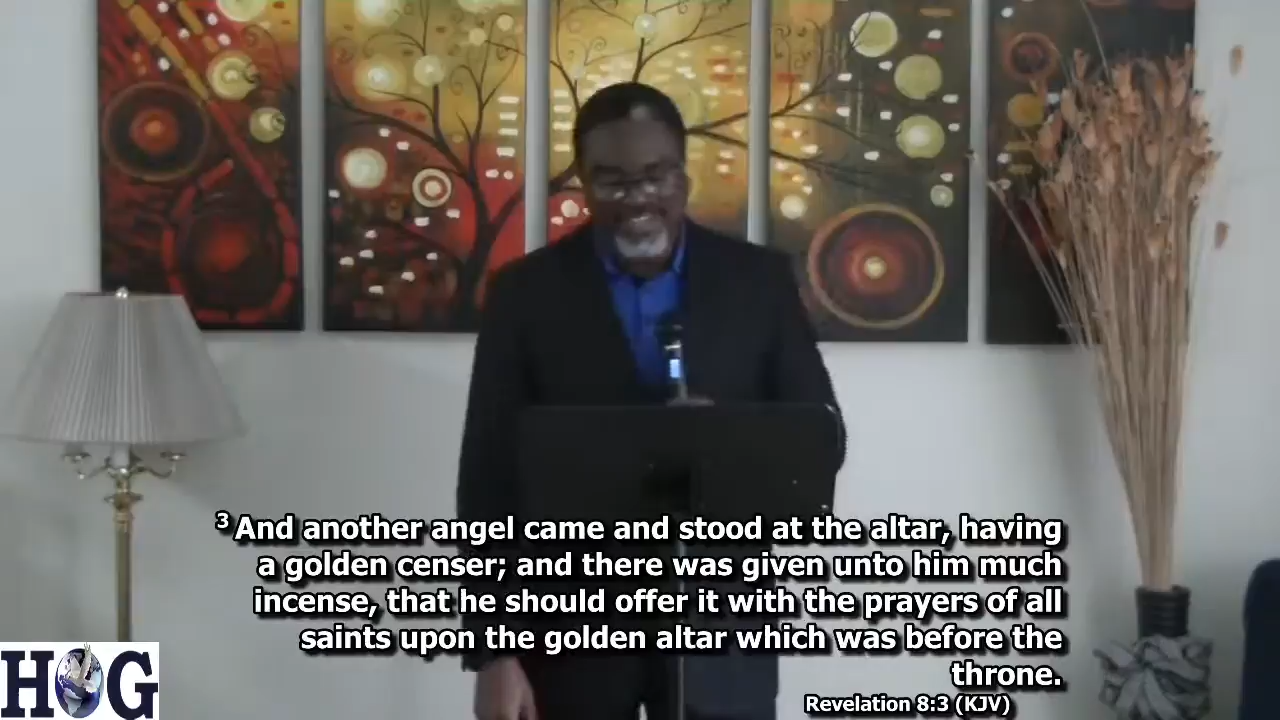 3 And another angel came and stood at the altar, having
a golden censer; and there was given unto him much
incense, that he should offer it with the prayers of all
saints upon the golden altar which was before the
throne.
Revelation 8:3 (KJV)
HOG